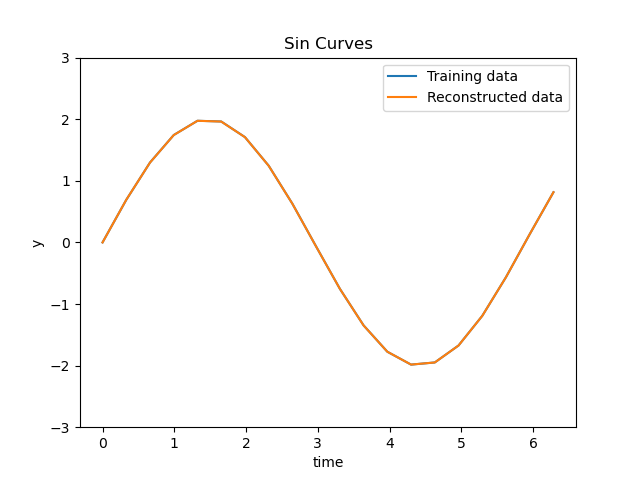 Sin Curves
Training data
Reconstructed data
3
2
1
0
−1
−2
−3
y
0 1 2 3 4 5 6
time